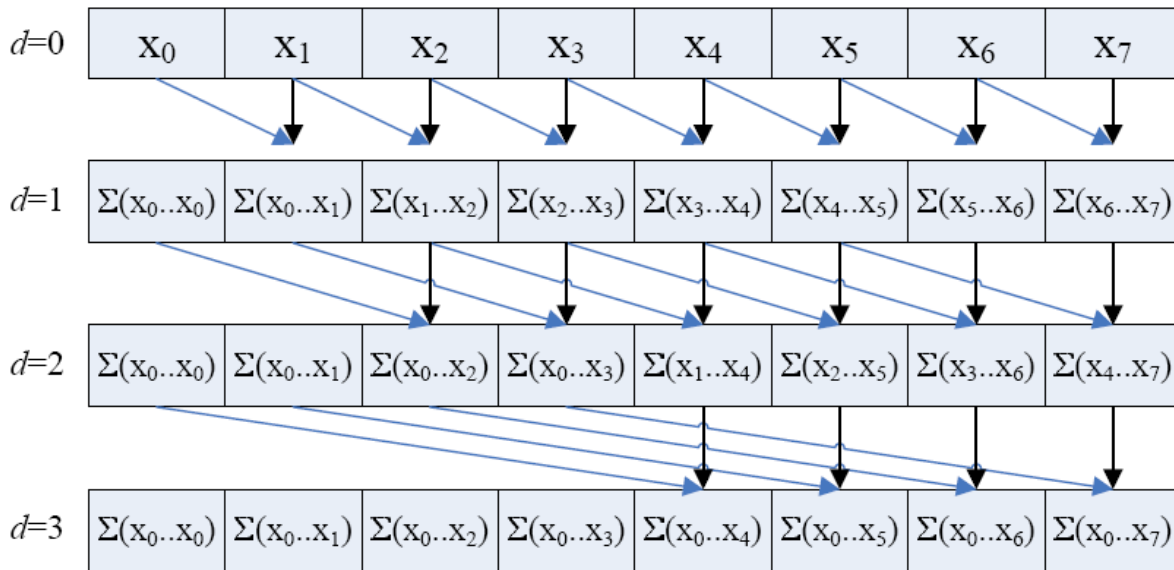 d=0 x₀ x₁ x₂ x₃ x₄ x₅ x₆ x₇
d=1 Σ(x₀..x₀) Σ(x₀..x₁) Σ(x₁..x₂) Σ(x₂..x₃) Σ(x₃..x₄) Σ(x₄..x₅) Σ(x₅..x₆) Σ(x₆..x₇)
d=2 Σ(x₀..x₀) Σ(x₀..x₁) Σ(x₀..x₂) Σ(x₀..x₃) Σ(x₁..x₄) Σ(x₂..x₅) Σ(x₃..x₆) Σ(x₄..x₇)
d=3 Σ(x₀..x₀) Σ(x₀..x₁) Σ(x₀..x₂) Σ(x₀..x₃) Σ(x₀..x₄) Σ(x₀..x₅) Σ(x₀..x₆) Σ(x₀..x₇)